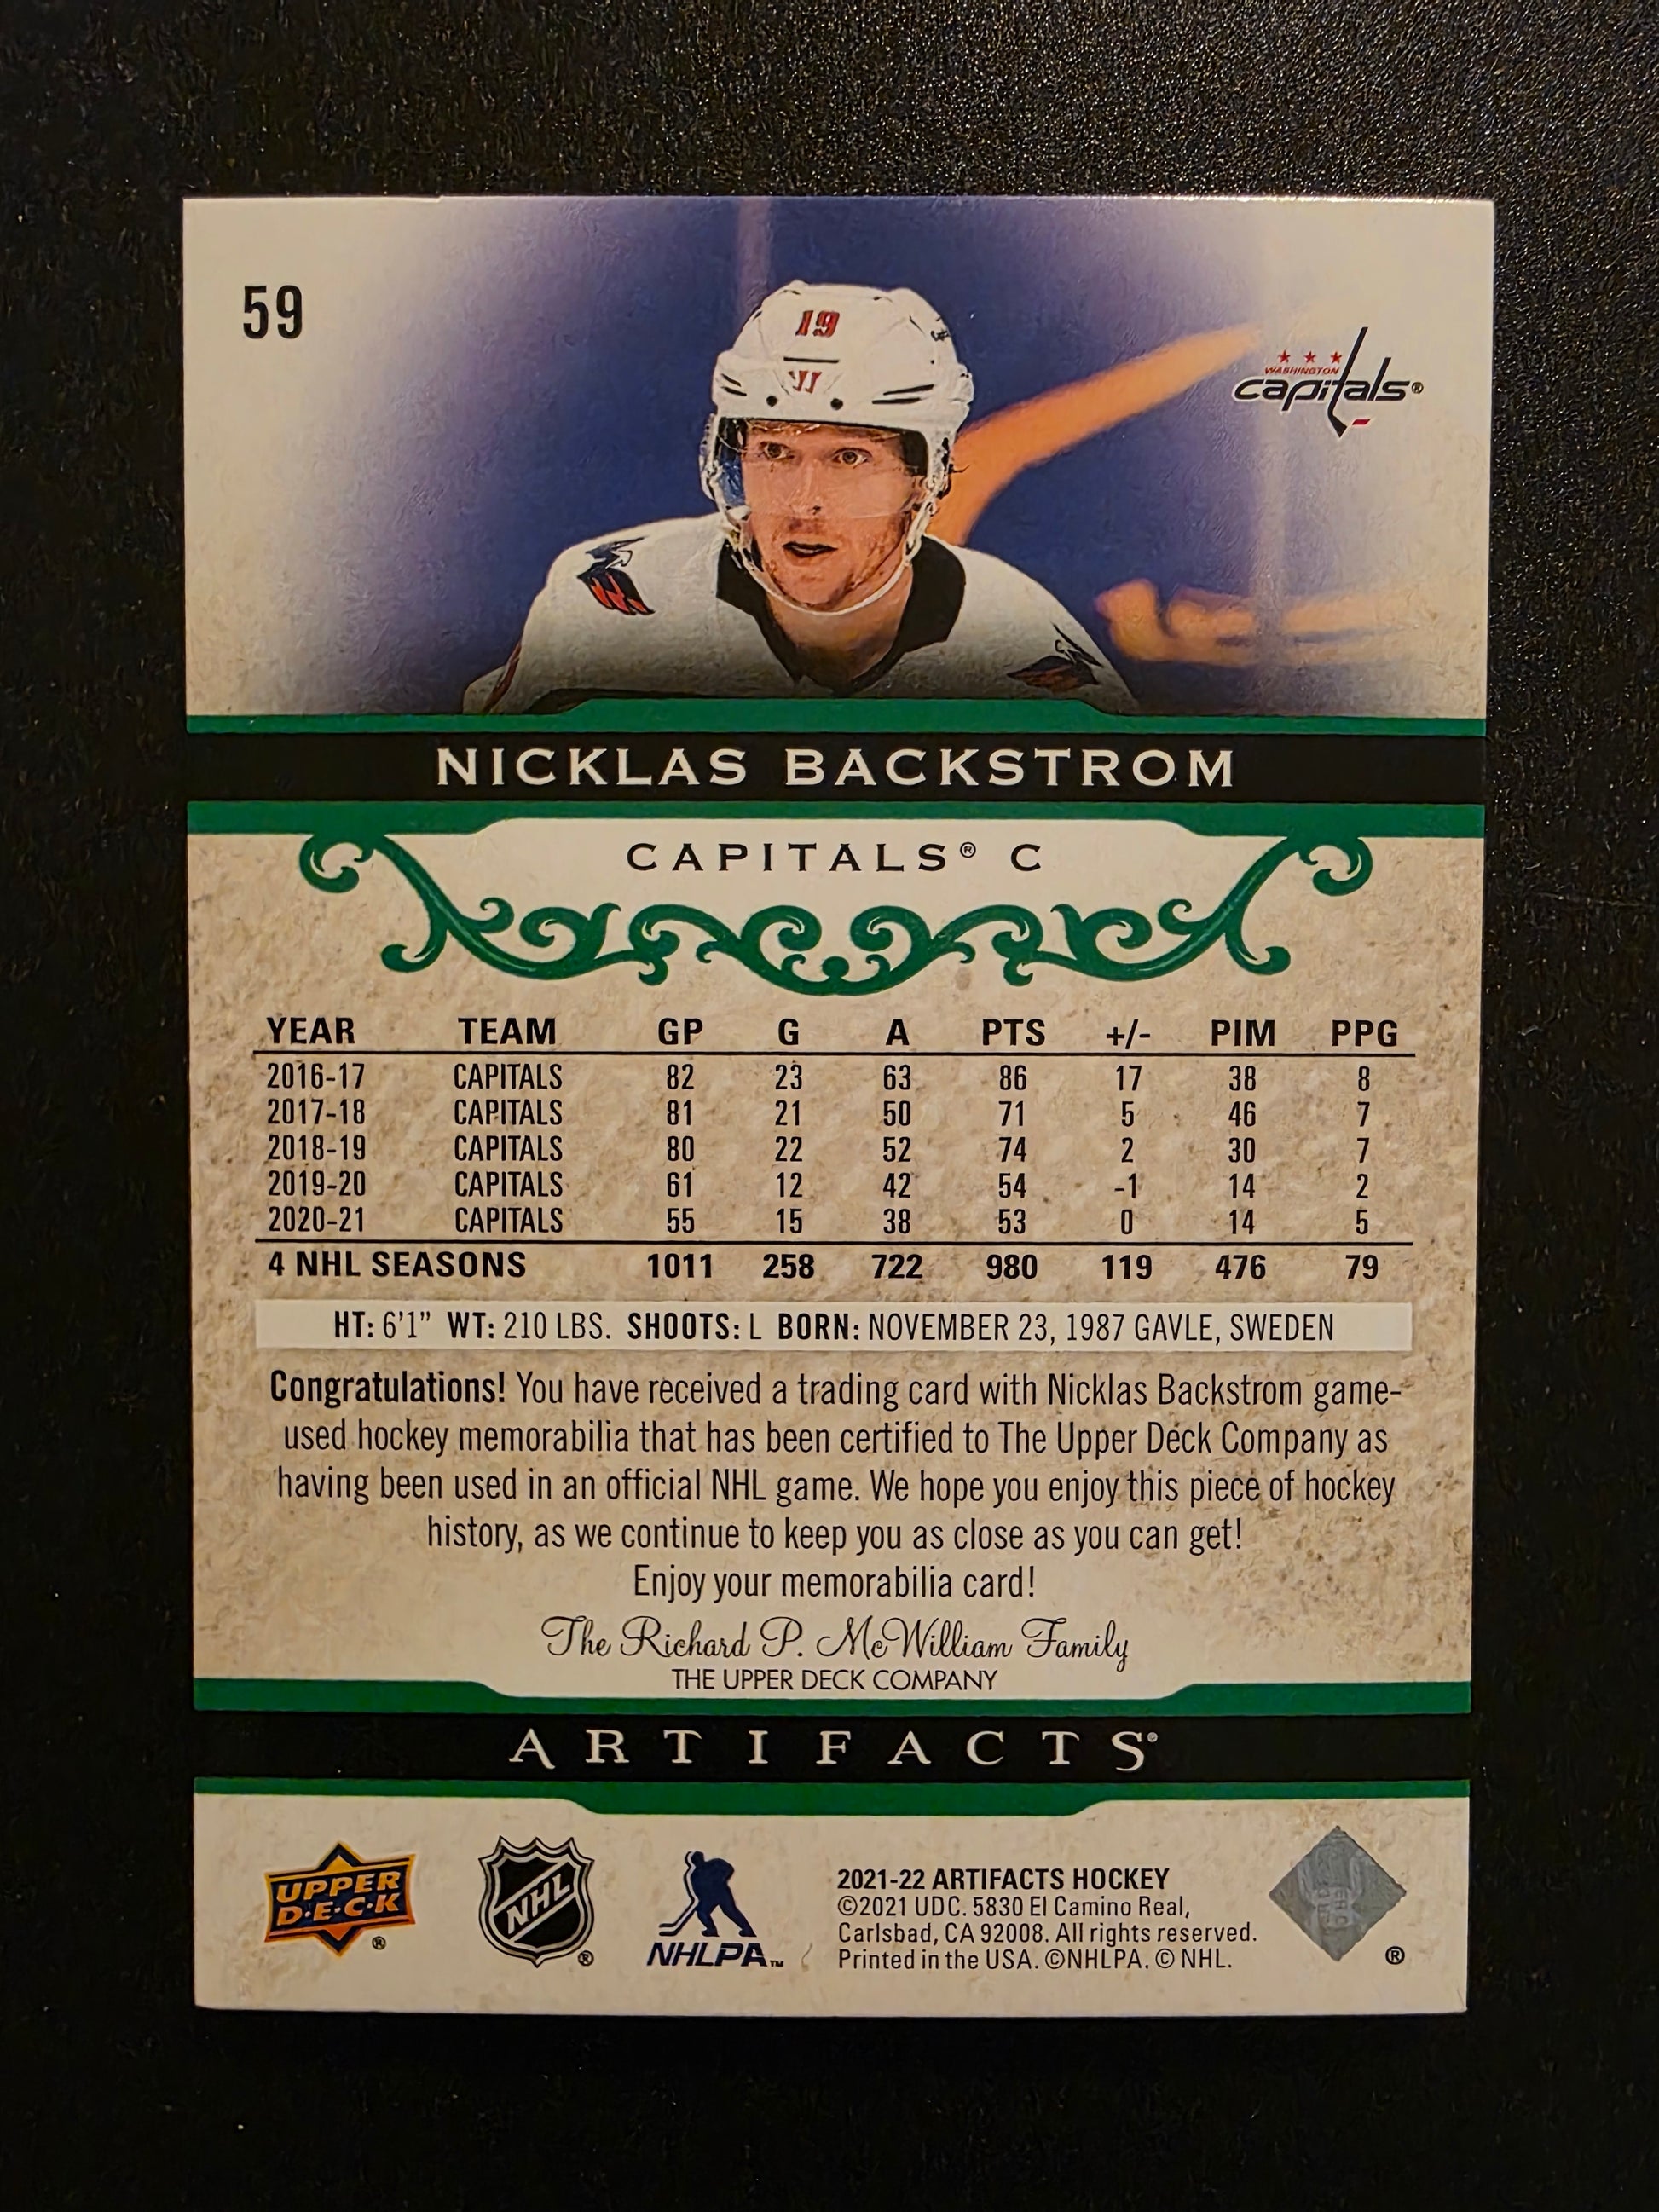 59
19
WASHINGTON
capitals®
NICKLAS BACKSTROM
CAPITALS® C
YEAR TEAM GP G A PTS +/- PIM PPG
2016-17 CAPITALS 82 23 63 86 17 38 8
2017-18 CAPITALS 81 21 50 71 5 46 7
2018-19 CAPITALS 80 22 52 74 2 30 7
2019-20 CAPITALS 61 12 42 54 -1 14 2
2020-21 CAPITALS 55 15 38 53 0 14 5
4 NHL SEASONS 1011 258 722 980 119 476 79
HT: 6'1" WT: 210 LBS. SHOOTS: L BORN: NOVEMBER 23, 1987 GAVLE, SWEDEN
Congratulations! You have received a trading card with Nicklas Backstrom game-
used hockey memorabilia that has been certified to The Upper Deck Company as
having been used in an official NHL game. We hope you enjoy this piece of hockey
history, as we continue to keep you as close as you can get!
Enjoy your memorabilia card!
The Richard P. McWilliam Family
THE UPPER DECK COMPANY
ARTIFACTS®
UPPER
D·E·C·K ®
NHL ®
NHLPA™
2021-22 ARTIFACTS HOCKEY
©2021 UDC. 5830 El Camino Real,
Carlsbad, CA 92008. All rights reserved.
Printed in the USA. ©NHLPA. © NHL.
®